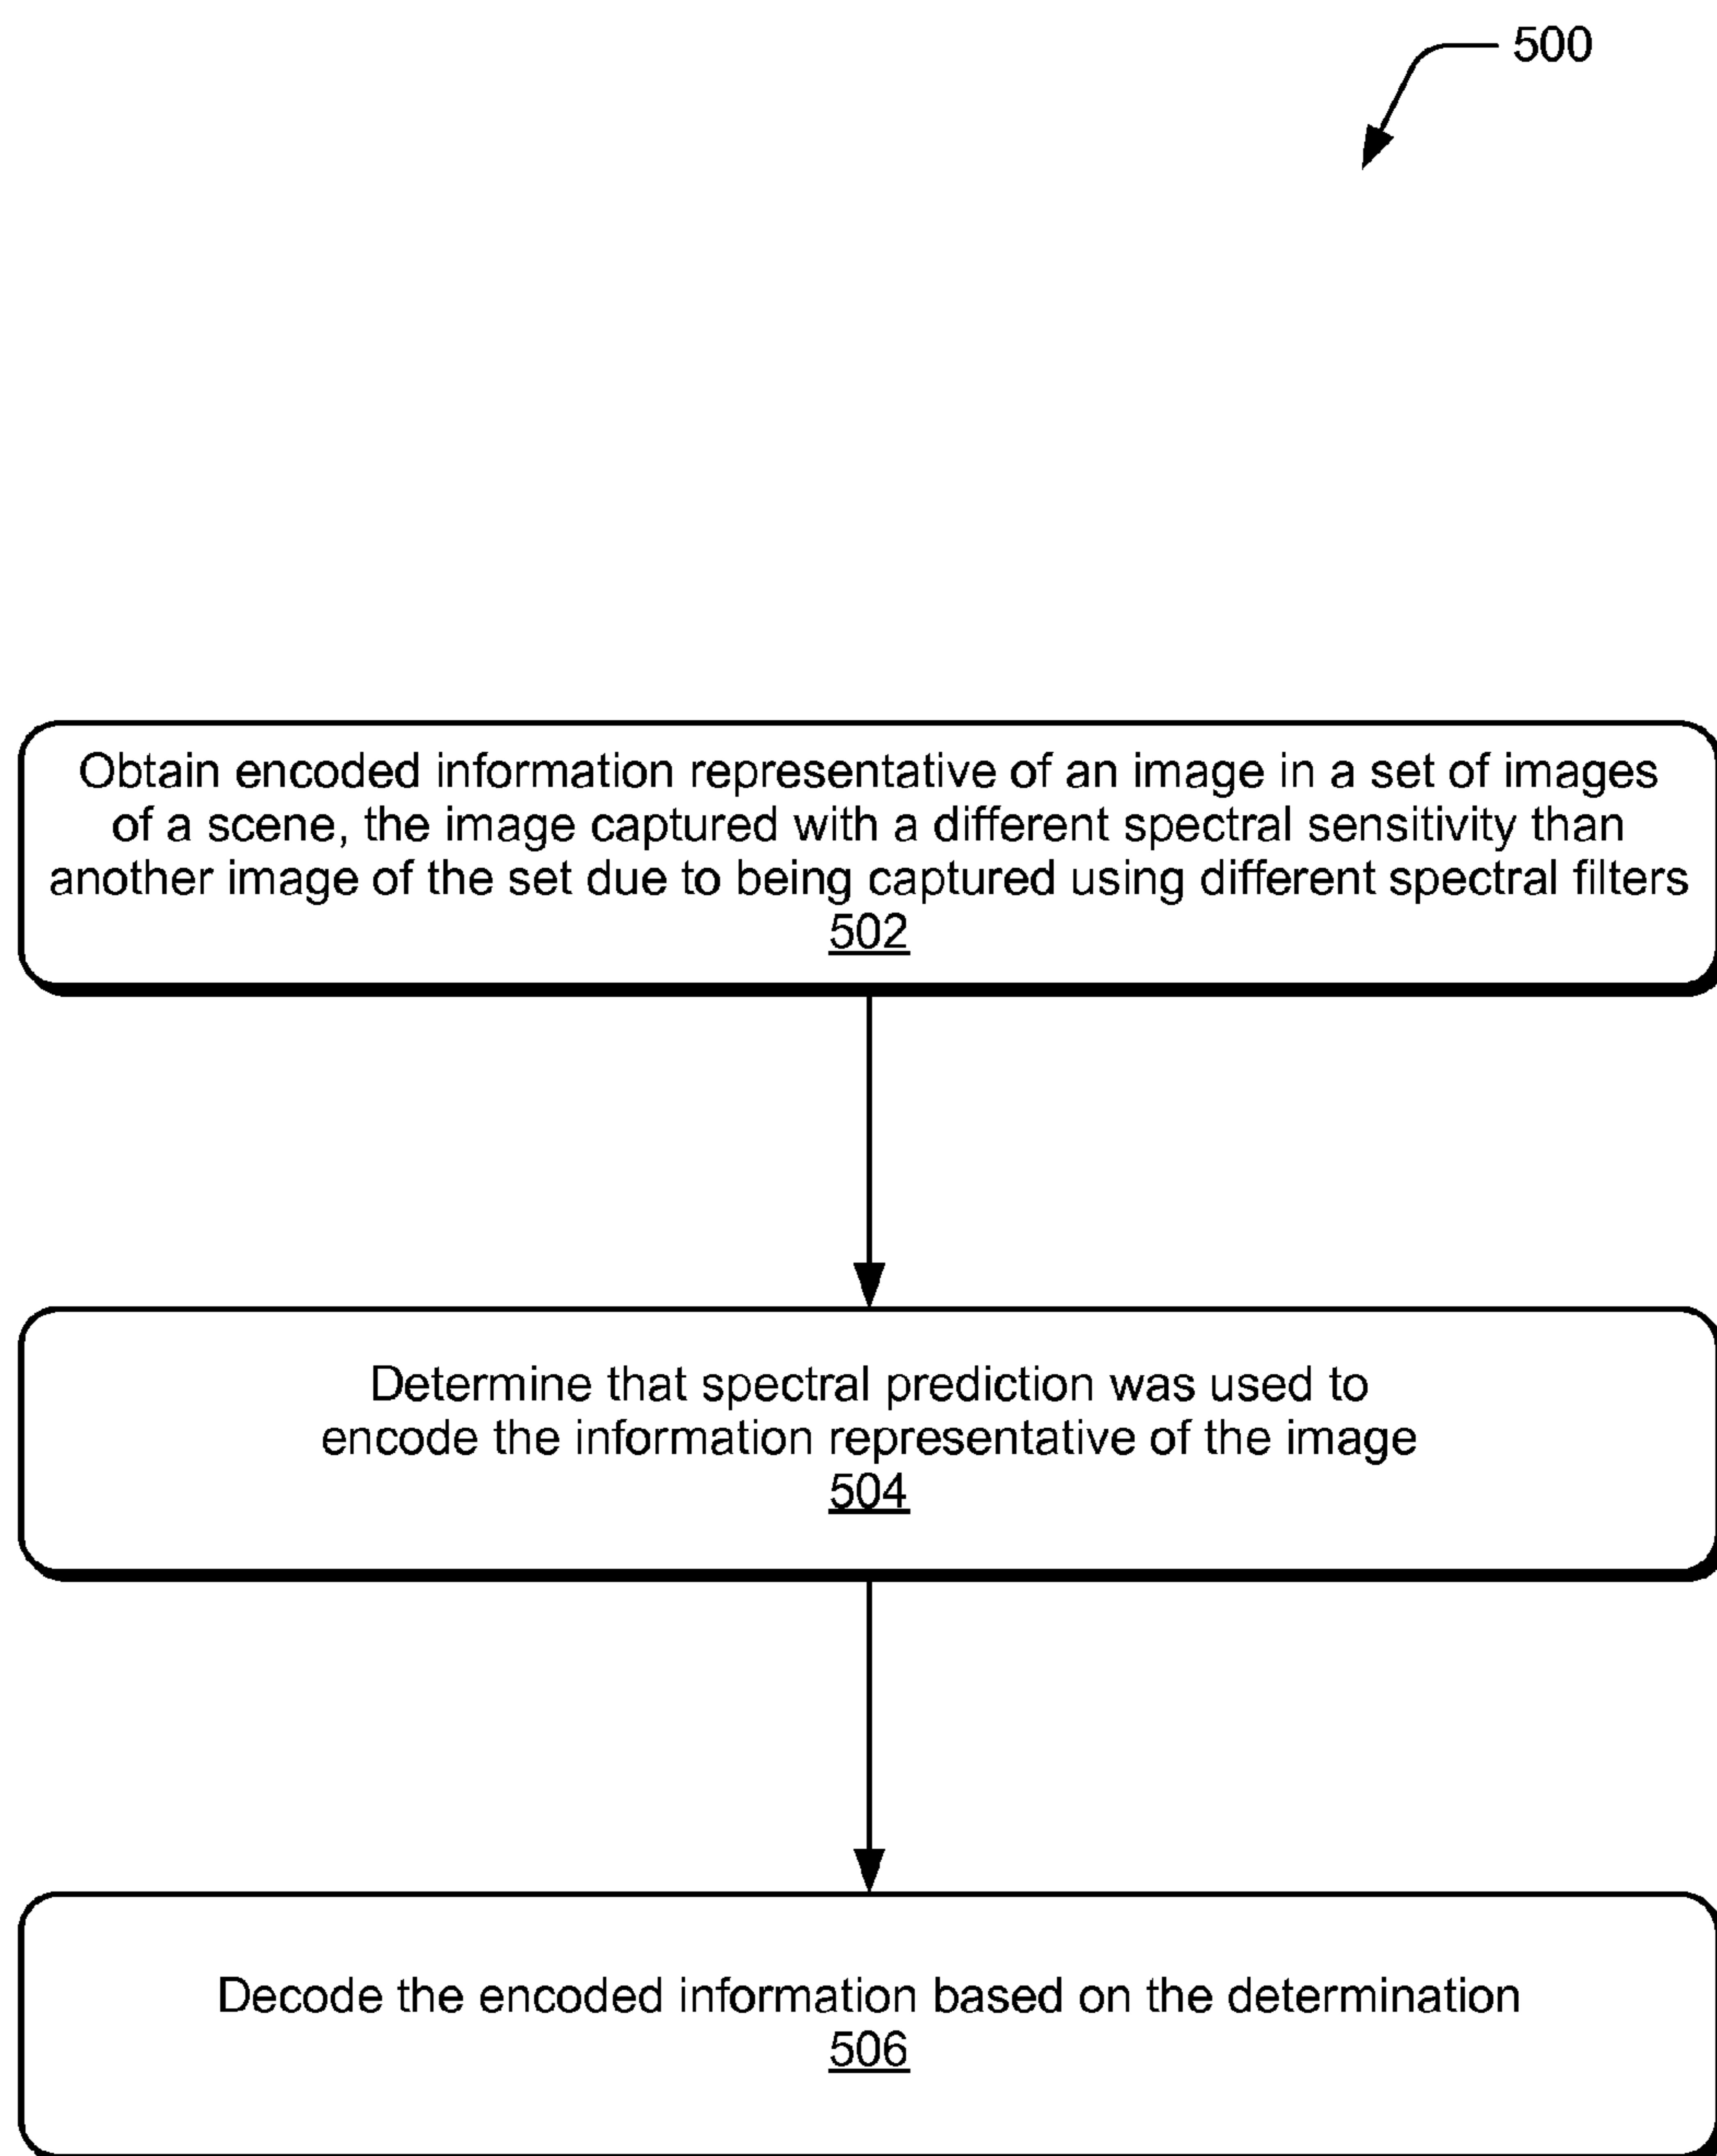 500
Obtain encoded information representative of an image in a set of images
of a scene, the image captured with a different spectral sensitivity than
another image of the set due to being captured using different spectral filters
502
Determine that spectral prediction was used to
encode the information representative of the image
504
Decode the encoded information based on the determination
506